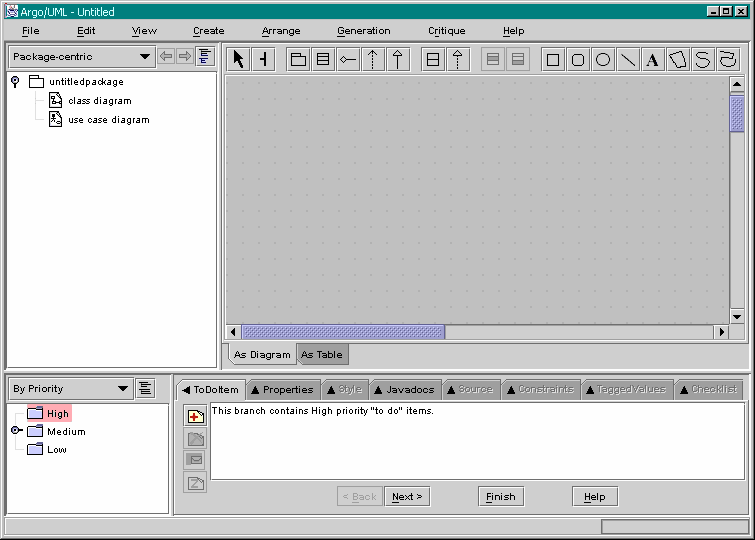 Argo/UML - Untitled
File Edit View Create Arrange Generation Critique Help
Package-centric
A
untitledpackage
class diagram
use case diagram
As Diagram As Table
By Priority
ToDoItem Properties Style Javadocs Source Constraints TaggedValues Checklist
High
Medium
Low
This branch contains High priority "to do" items.
< Back Next > Finish Help